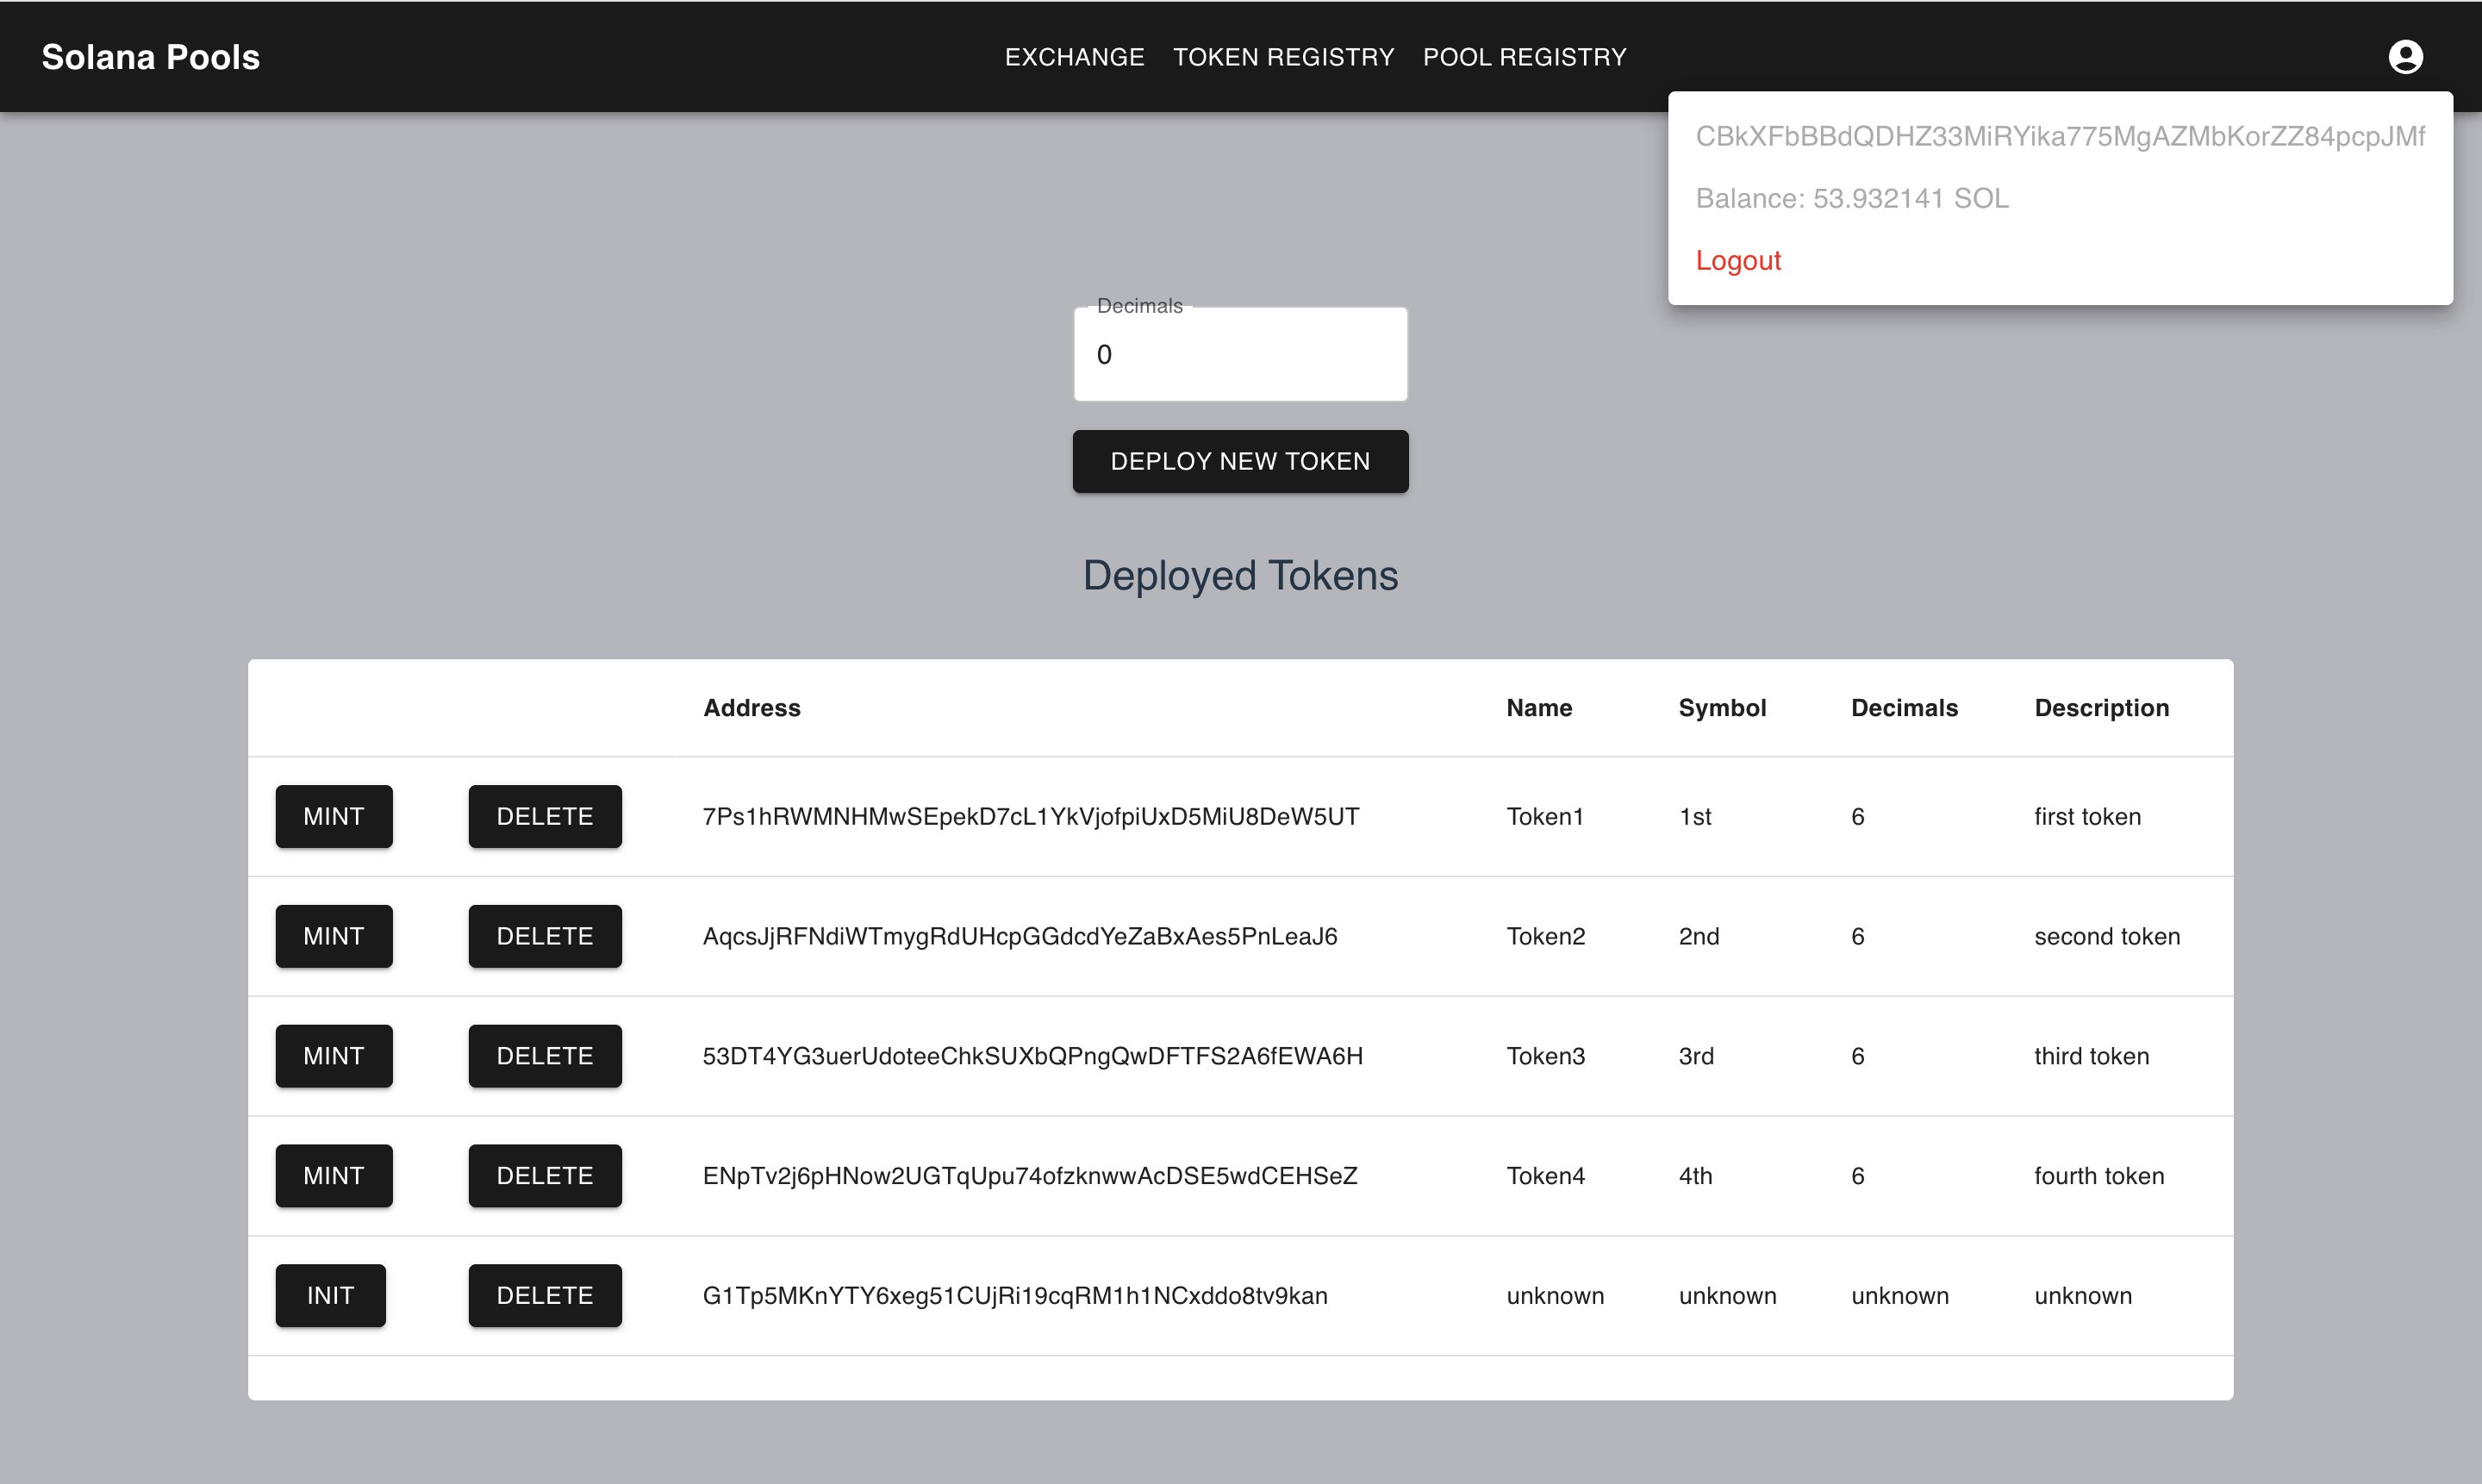 Solana Pools EXCHANGE TOKEN REGISTRY POOL REGISTRY
CBkXFbBBdQDHZ33MiRYika775MgAZMbKorZZ84pcpJMf
Balance: 53.932141 SOL
Logout
Decimals
0
DEPLOY NEW TOKEN
Deployed Tokens
Address Name Symbol Decimals Description
MINT DELETE 7Ps1hRWMNHMwSEpekD7cL1YkVjofpiUxD5MiU8DeW5UT Token1 1st 6 first token
MINT DELETE AqcsJjRFNdiWTmygRdUHcpGGdcdYeZaBxAes5PnLeaJ6 Token2 2nd 6 second token
MINT DELETE 53DT4YG3uerUdoteeChkSUXbQPngQwDFTFS2A6fEWA6H Token3 3rd 6 third token
MINT DELETE ENpTv2j6pHNow2UGTqUpu74ofzknwwAcDSE5wdCEHSeZ Token4 4th 6 fourth token
INIT DELETE G1Tp5MKnYTY6xeg51CUjRi19cqRM1h1NCxddo8tv9kan unknown unknown unknown unknown